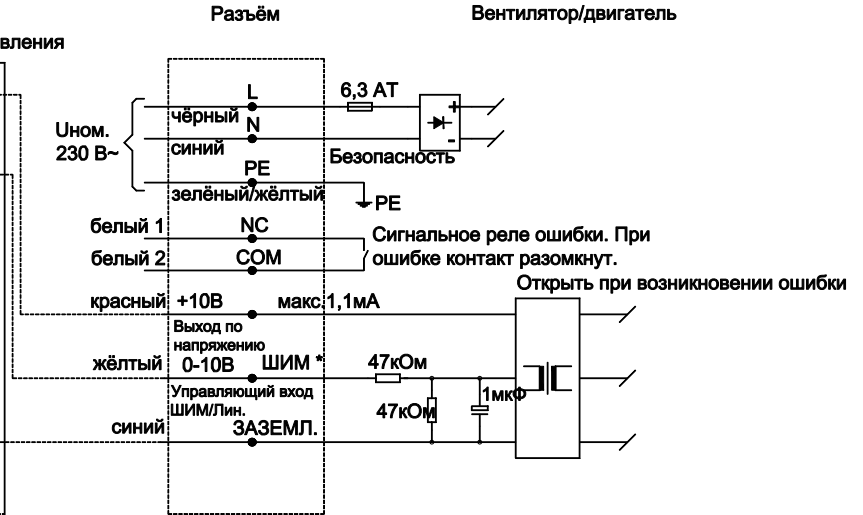 Разъём
Вентилятор/двигатель
вления
L
6,3 АТ
чёрный
+
Uном.
230 В~
N
синий
-
Безопасность
PE
зелёный/жёлтый
PE
белый 1
NC
Сигнальное реле ошибки. При
белый 2
COM
ошибке контакт разомкнут.
Открыть при возникновении ошибки
красный
+10В
макс.1,1мА
Выход по
напряжению
жёлтый
0-10В
ШИМ *
47кОм
Управляющий вход
ШИМ/Лин.
47кОм
1мкФ
синий
ЗАЗЕМЛ.